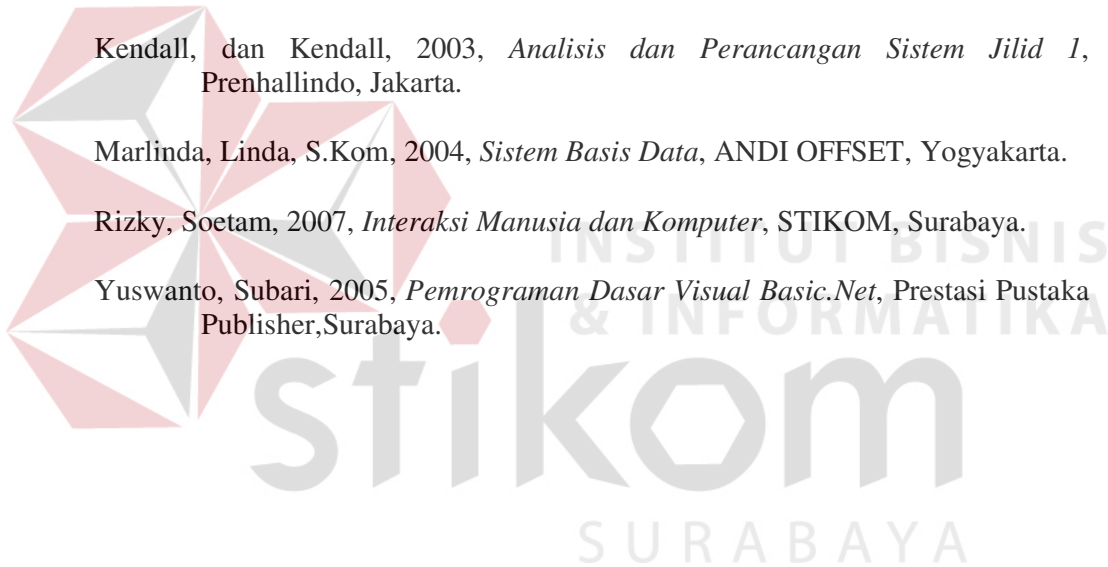 Kendall, dan Kendall, 2003, Analisis dan Perancangan Sistem Jilid 1,
Prenhallindo, Jakarta.
Marlinda, Linda, S.Kom, 2004, Sistem Basis Data, ANDI OFFSET, Yogyakarta.
Rizky, Soetam, 2007, Interaksi Manusia dan Komputer, STIKOM, Surabaya.
INSTITUT BISNIS
Yuswanto, Subari, 2005, Pemrograman Dasar Visual Basic.Net, Prestasi Pustaka
Publisher,Surabaya.
& INFORMATIKA
stikom
SURABAYA